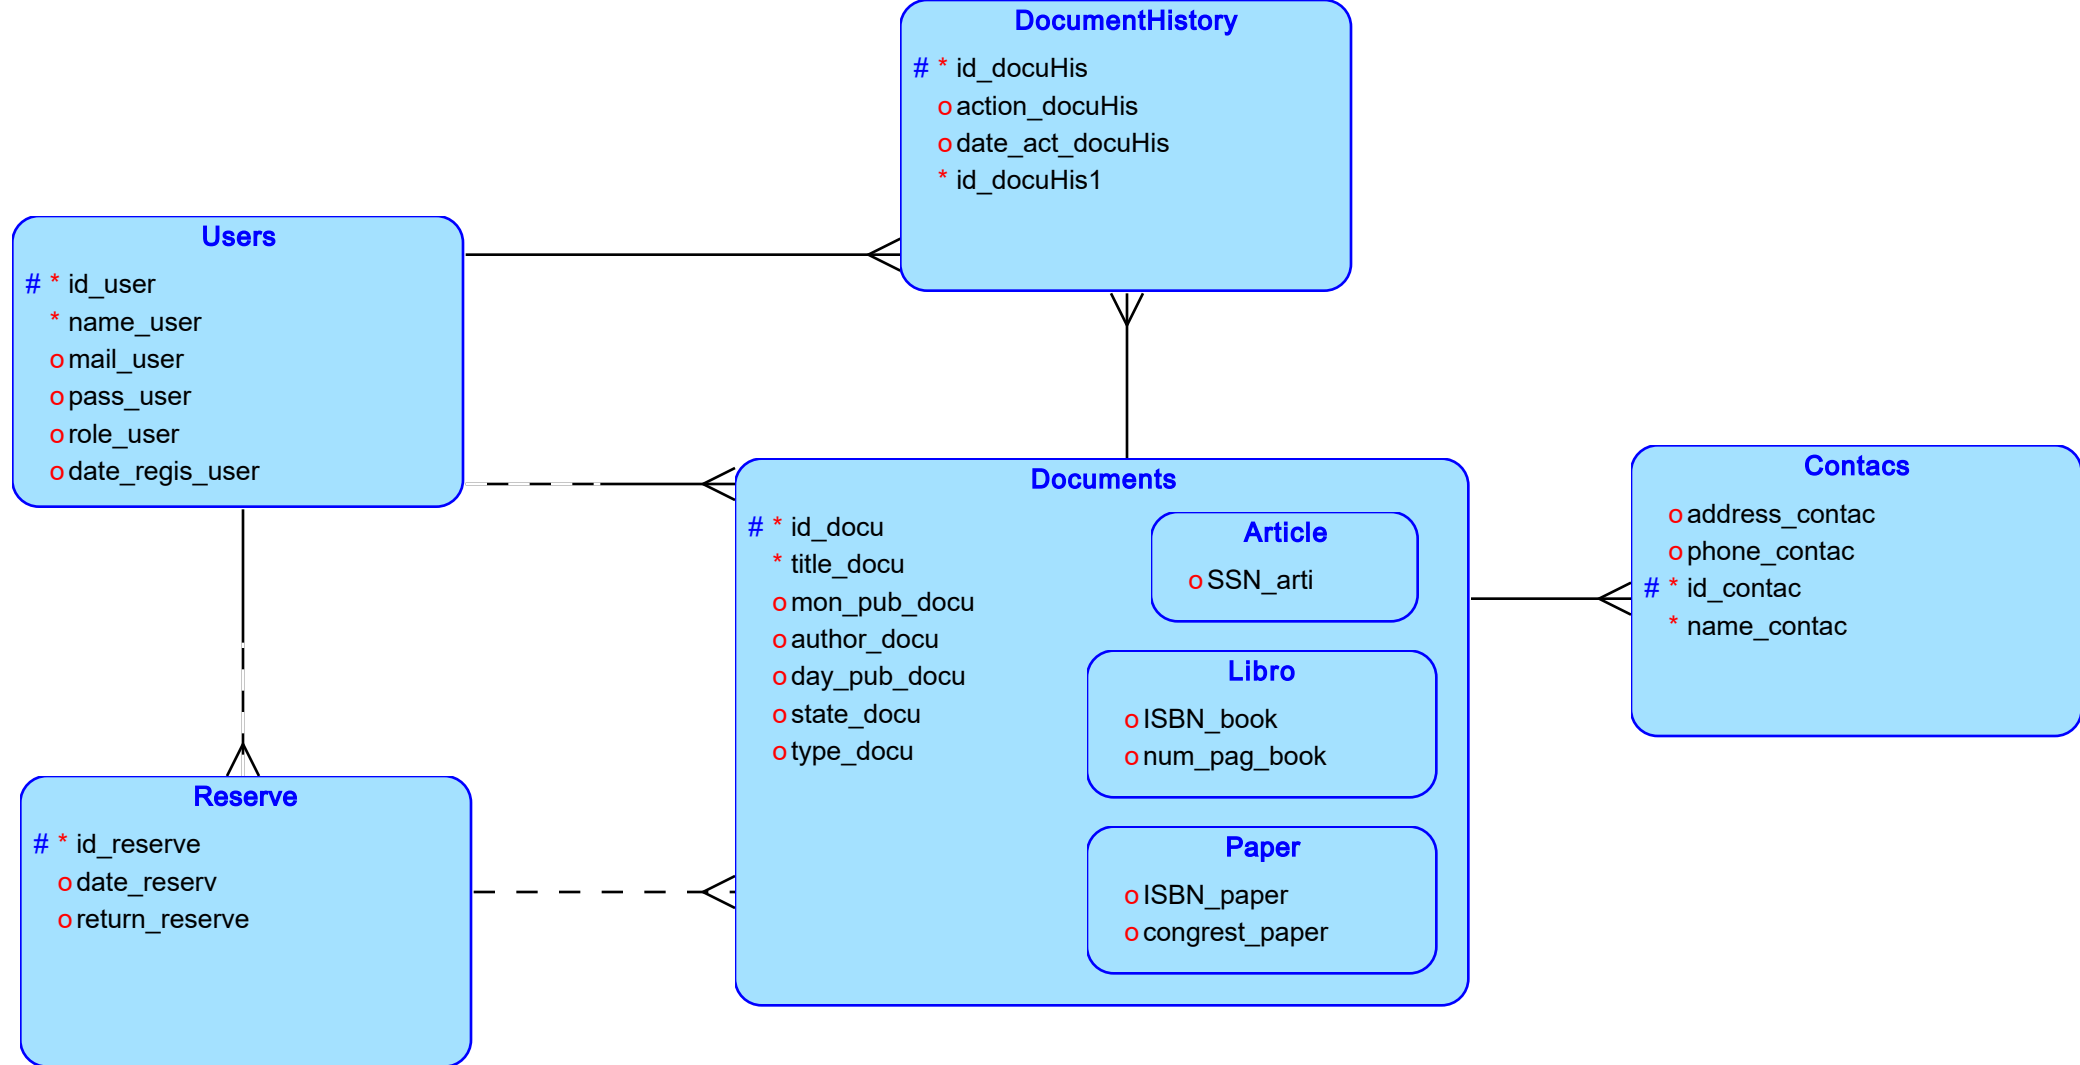 DocumentHistory
# * id_docuHis
o action_docuHis
o date_act_docuHis
* id_docuHis1
Users
# * id_user
* name_user
o mail_user
o pass_user
o role_user
o date_regis_user
Documents
# * id_docu
* title_docu
o mon_pub_docu
o author_docu
o day_pub_docu
o state_docu
o type_docu
Article
o SSN_arti
Libro
o ISBN_book
o num_pag_book
Paper
o ISBN_paper
o congrest_paper
Contacs
o address_contac
o phone_contac
# * id_contac
* name_contac
Reserve
# * id_reserve
o date_reserv
o return_reserve